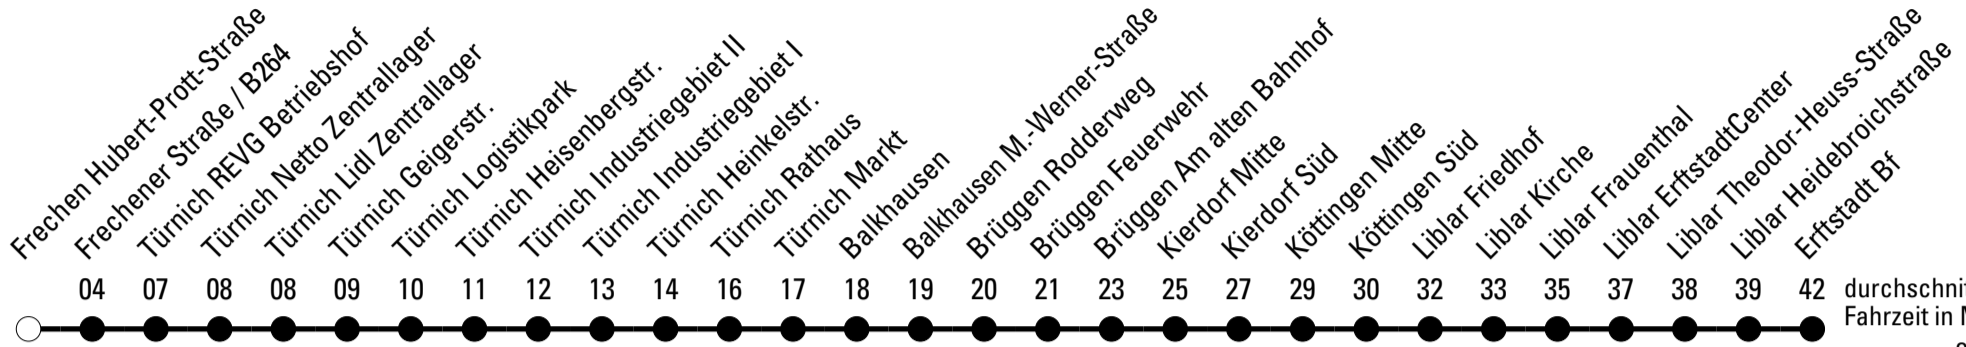 Frechen Hubert-Prott-Straße
Frechener Straße / B264
Türnich REVG Betriebshof
Türnich Netto Zentrallager
Türnich Lidl Zentrallager
Türnich Geigerstr.
Türnich Logistikpark
Türnich Heisenbergstr.
Türnich Industriegebiet II
Türnich Industriegebiet I
Türnich Heinkelstr.
Türnich Rathaus
Türnich Markt
Balkhausen
Balkhausen M.-Werner-Straße
Brüggen Rodderweg
Brüggen Feuerwehr
Brüggen Am alten Bahnhof
Kierdorf Mitte
Kierdorf Süd
Köttingen Mitte
Köttingen Süd
Liblar Friedhof
Liblar Kirche
Liblar Frauenthal
Liblar ErftstadtCenter
Liblar Theodor-Heuss-Straße
Liblar Heidebroichstraße
Erftstadt Bf
04 07 08 08 09 10 11 12 13 14 16 17 18 19 20 21 23 25 27 29 30 32 33 35 37 38 39 42 durchschnit
Fahrzeit in